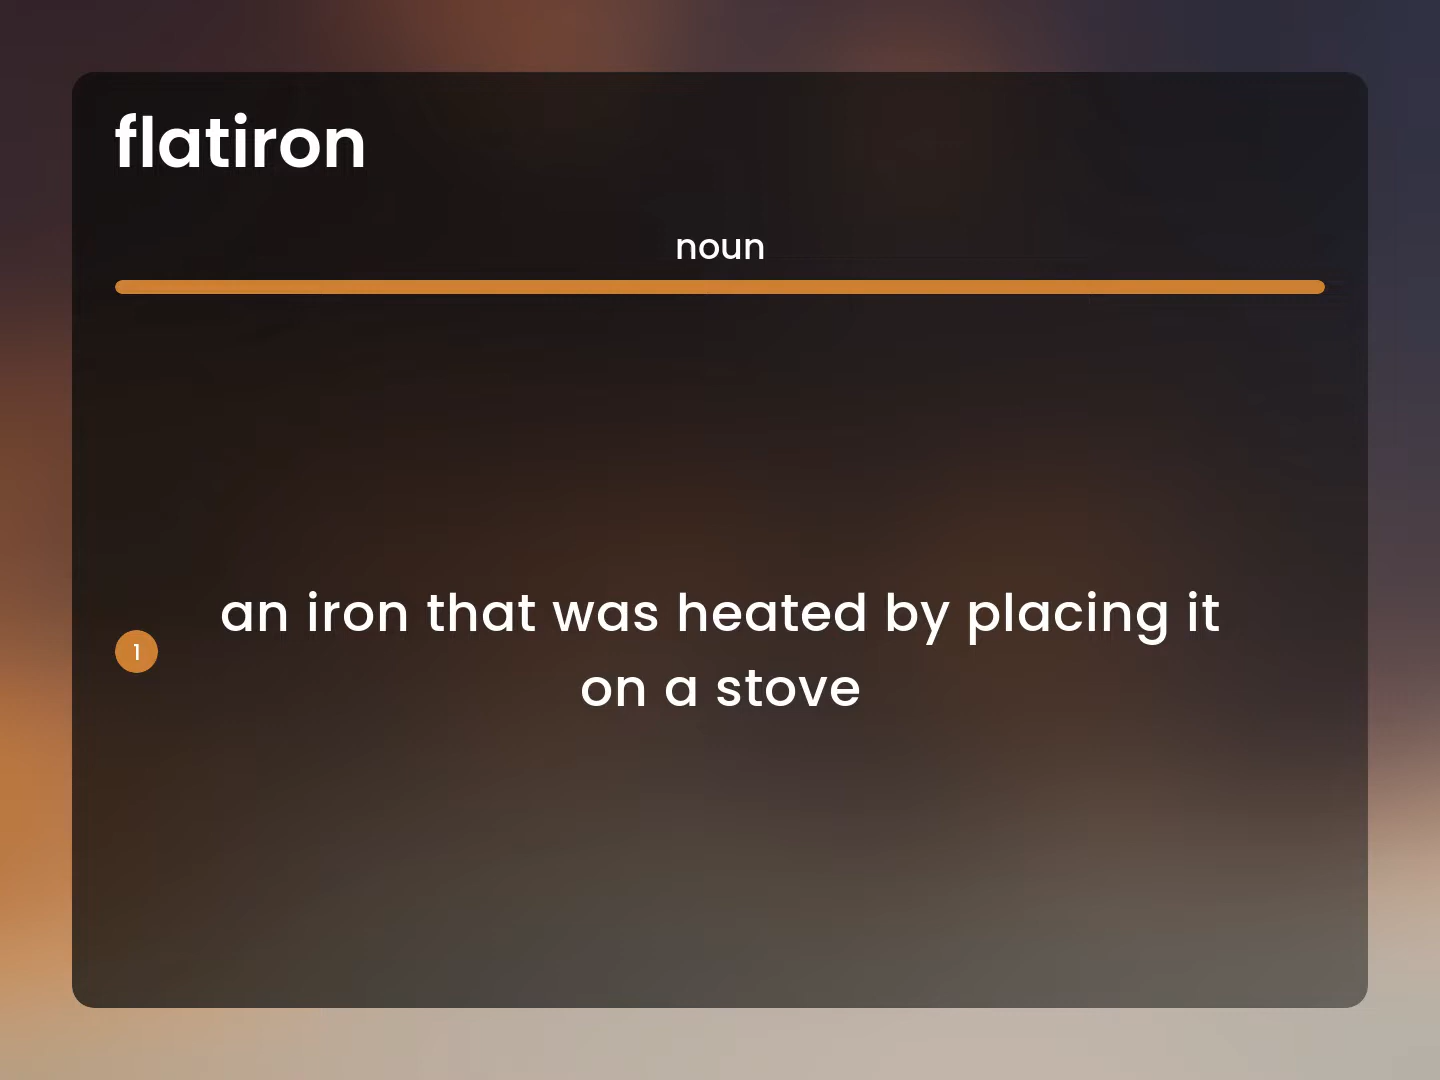 flatiron
noun
1
an iron that was heated by placing it
on a stove